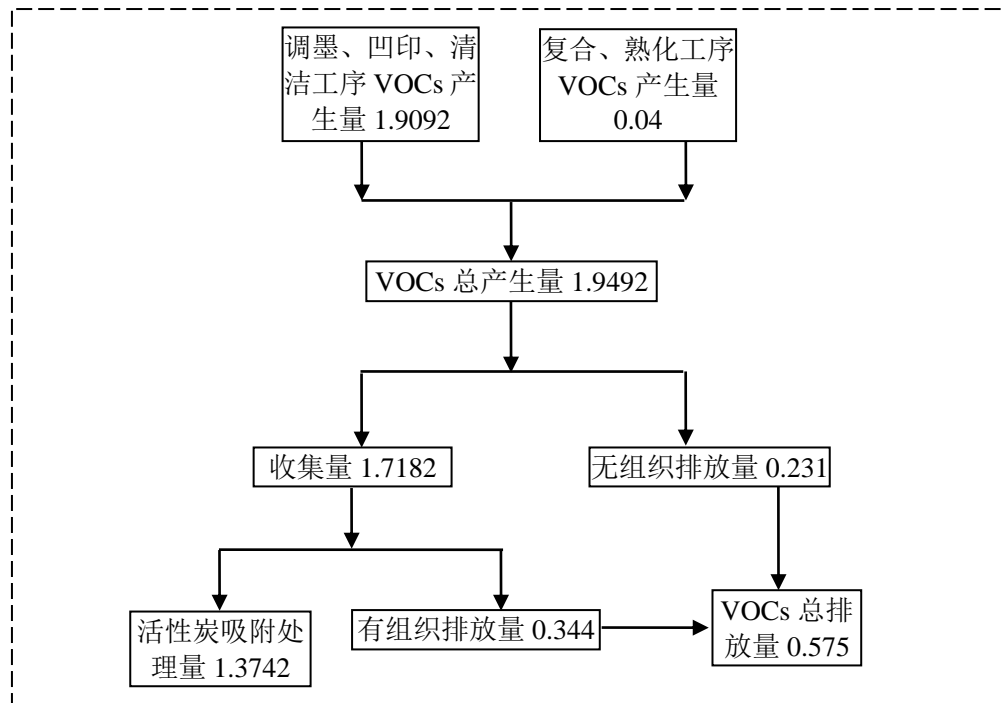 调墨、凹印、清
洁工序 VOCs 产
生量 1.9092
复合、熟化工序
VOCs 产生量
0.04
VOCs 总产生量 1.9492
收集量 1.7182
无组织排放量 0.231
活性炭吸附处
理量 1.3742
有组织排放量 0.344
VOCs 总排
放量 0.575